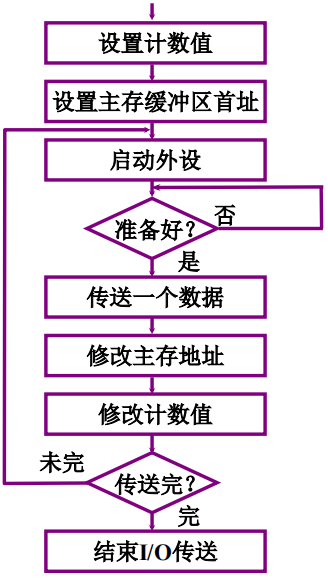 设置计数值
设置主存缓冲区首址
启动外设
准备好?
否
是
传送一个数据
修改主存地址
修改计数值
未完
传送完?
完
结束I/O传送